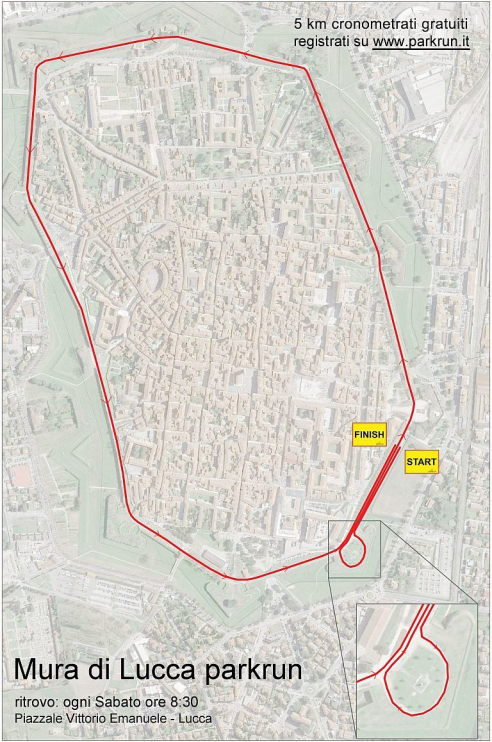 5 km cronometrati gratuiti
registrati su www.parkrun.it
FINISH
START
Mura di Lucca parkrun
ritrovo: ogni Sabato ore 8:30
Piazzale Vittorio Emanuele - Lucca